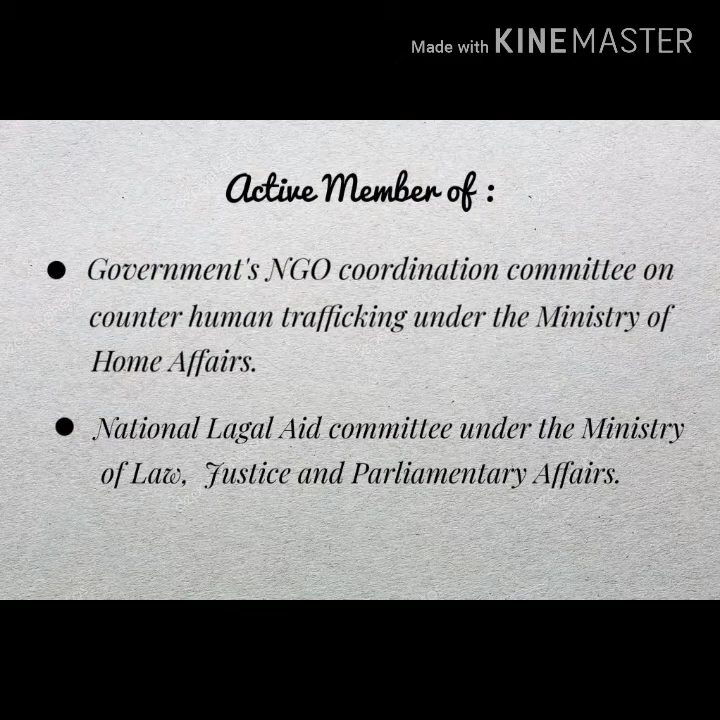 Made with KINEMASTER
Active Member of :
● Government's NGO coordination committee on
counter human trafficking under the Ministry of
Home Affairs.
● National Lagal Aid committee under the Ministry
of Law, Justice and Parliamentary Affairs.